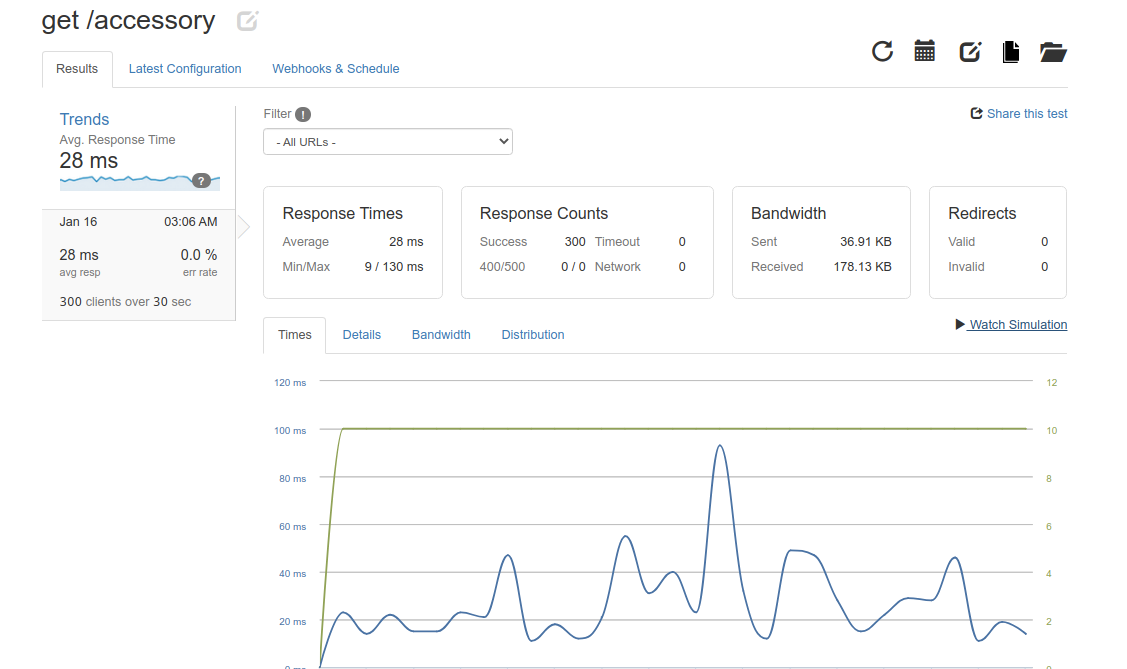 get /accessory
Results
Latest Configuration
Webhooks & Schedule
Trends
Avg. Response Time
28 ms
?
Jan 16 03:06 AM
28 ms 0.0 %
avg resp err rate
300 clients over 30 sec
Filter !
Share this test
- All URLs -
Response Times
Average 28 ms
Min/Max 9 / 130 ms
Response Counts
Success 300 Timeout 0
400/500 0 / 0 Network 0
Bandwidth
Sent 36.91 KB
Received 178.13 KB
Redirects
Valid 0
Invalid 0
Watch Simulation
Times
Details
Bandwidth
Distribution
120 ms 12
100 ms 10
80 ms 8
60 ms 6
40 ms 4
20 ms 2
0 ms 0